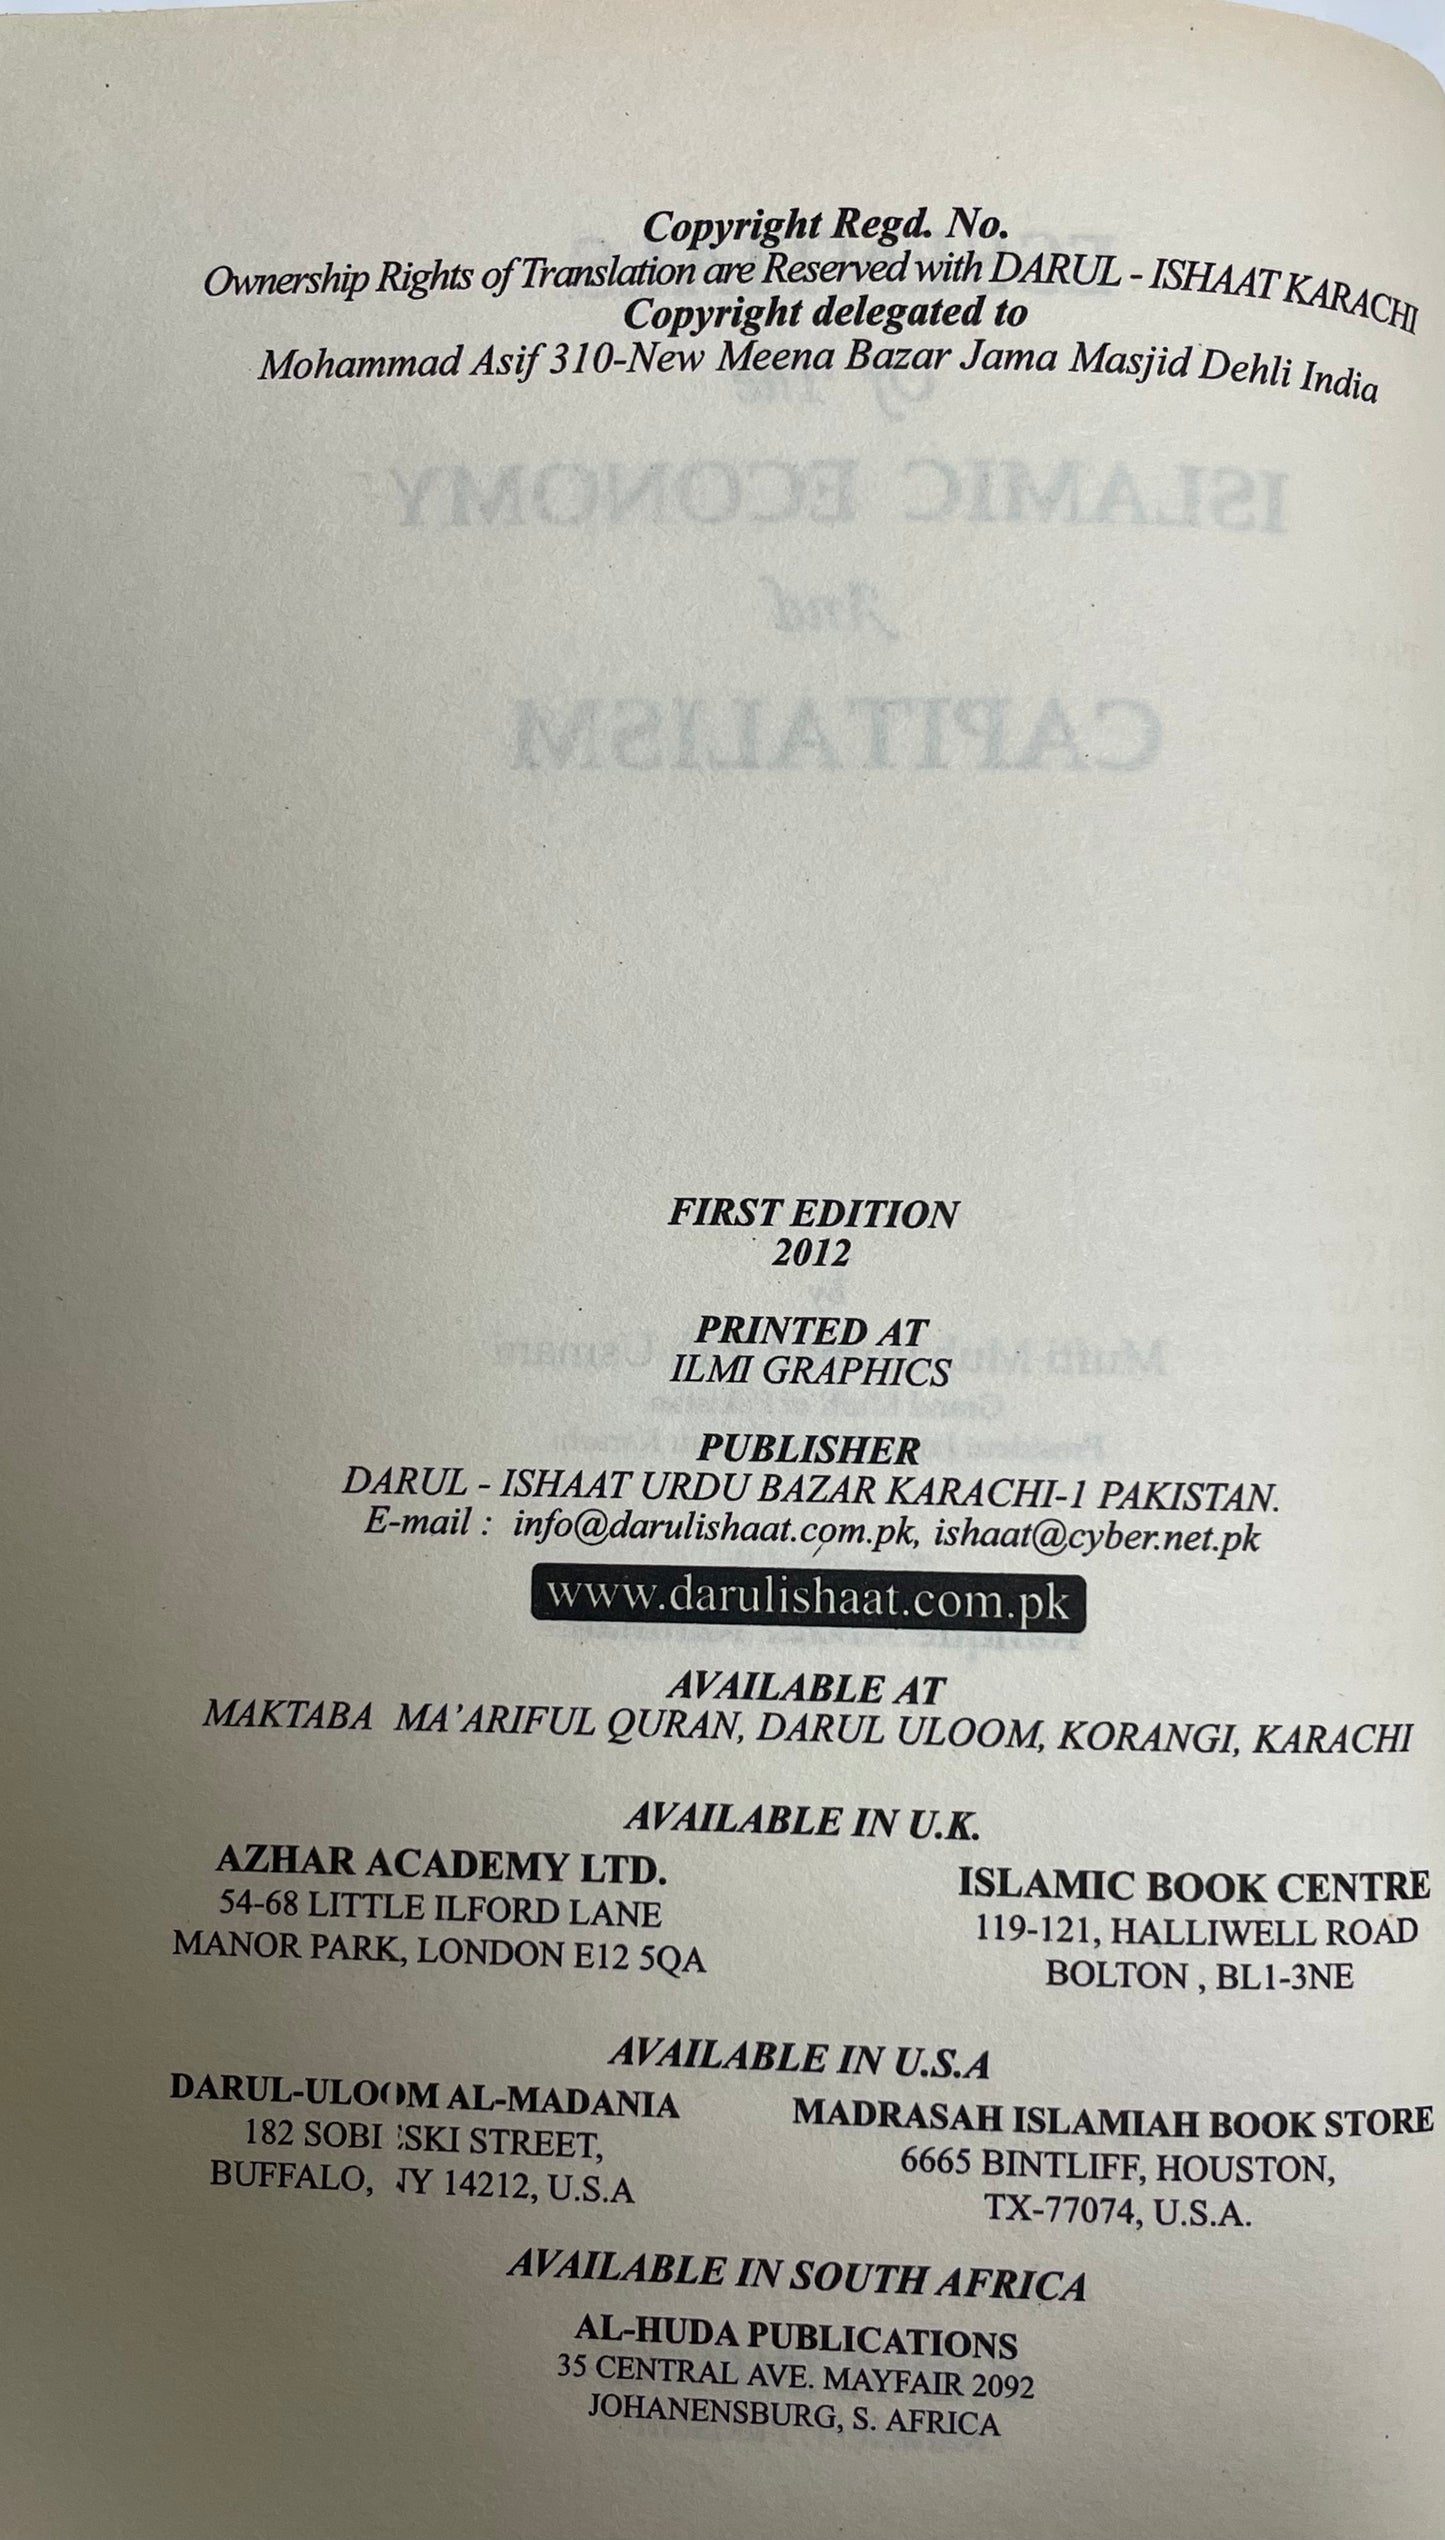 Copyright Regd. No.
Ownership Rights of Translation are Reserved with DARUL - ISHAAT KARACHI
Copyright delegated to
Mohammad Asif 310-New Meena Bazar Jama Masjid Dehli India
ISLAMIC ECONOMY
And
CAPITALISM
FIRST EDITION
2012
PRINTED AT
ILMI GRAPHICS
PUBLISHER
DARUL - ISHAAT URDU BAZAR KARACHI-1 PAKISTAN.
E-mail : info@darulishaat.com.pk, ishaat@cyber.net.pk
www.darulishaat.com.pk
AVAILABLE AT
MAKTABA MA'ARIFUL QURAN, DARUL ULOOM, KORANGI, KARACHI
AVAILABLE IN U.K.
AZHAR ACADEMY LTD.
54-68 LITTLE ILFORD LANE
MANOR PARK, LONDON E12 5QA
ISLAMIC BOOK CENTRE
119-121, HALLIWELL ROAD
BOLTON , BL1-3NE
AVAILABLE IN U.S.A
DARUL-ULOOM AL-MADANIA
182 SOBIESKI STREET,
BUFFALO, NY 14212, U.S.A
MADRASAH ISLAMIAH BOOK STORE
6665 BINTLIFF, HOUSTON,
TX-77074, U.S.A.
AVAILABLE IN SOUTH AFRICA
AL-HUDA PUBLICATIONS
35 CENTRAL AVE. MAYFAIR 2092
JOHANENSBURG, S. AFRICA